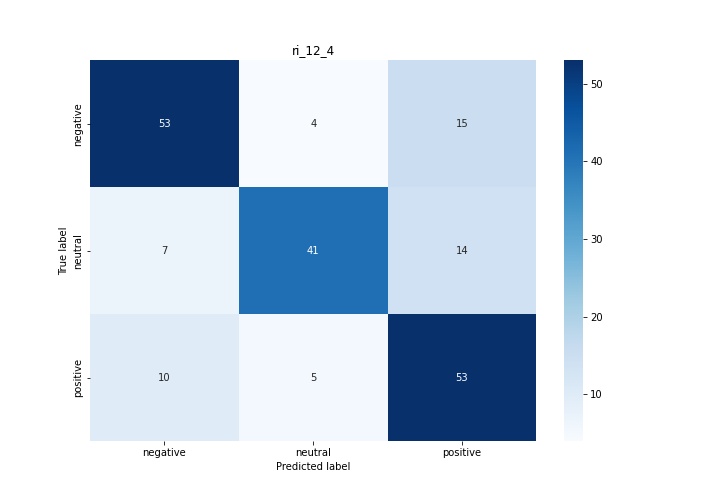 ri_12_4
negative
53
4
15
True label
neutral
7
41
14
positive
10
5
53
negative
neutral
positive
Predicted label
50
40
30
20
10